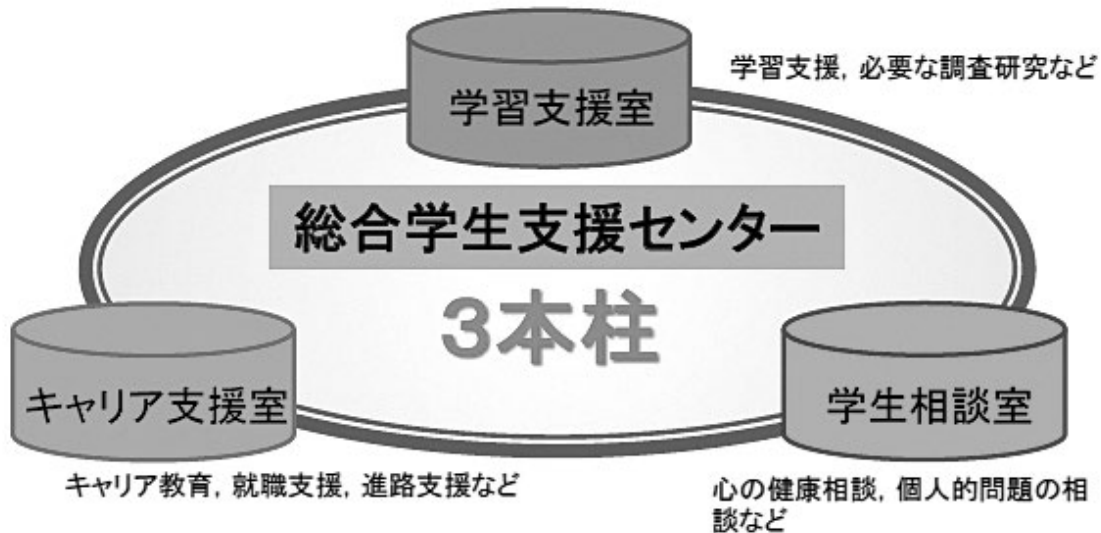 学習支援室
学習支援, 必要な調査研究など
総合学生支援センター
3本柱
キャリア支援室
キャリア教育, 就職支援, 進路支援など
学生相談室
心の健康相談, 個人的問題の相
談など